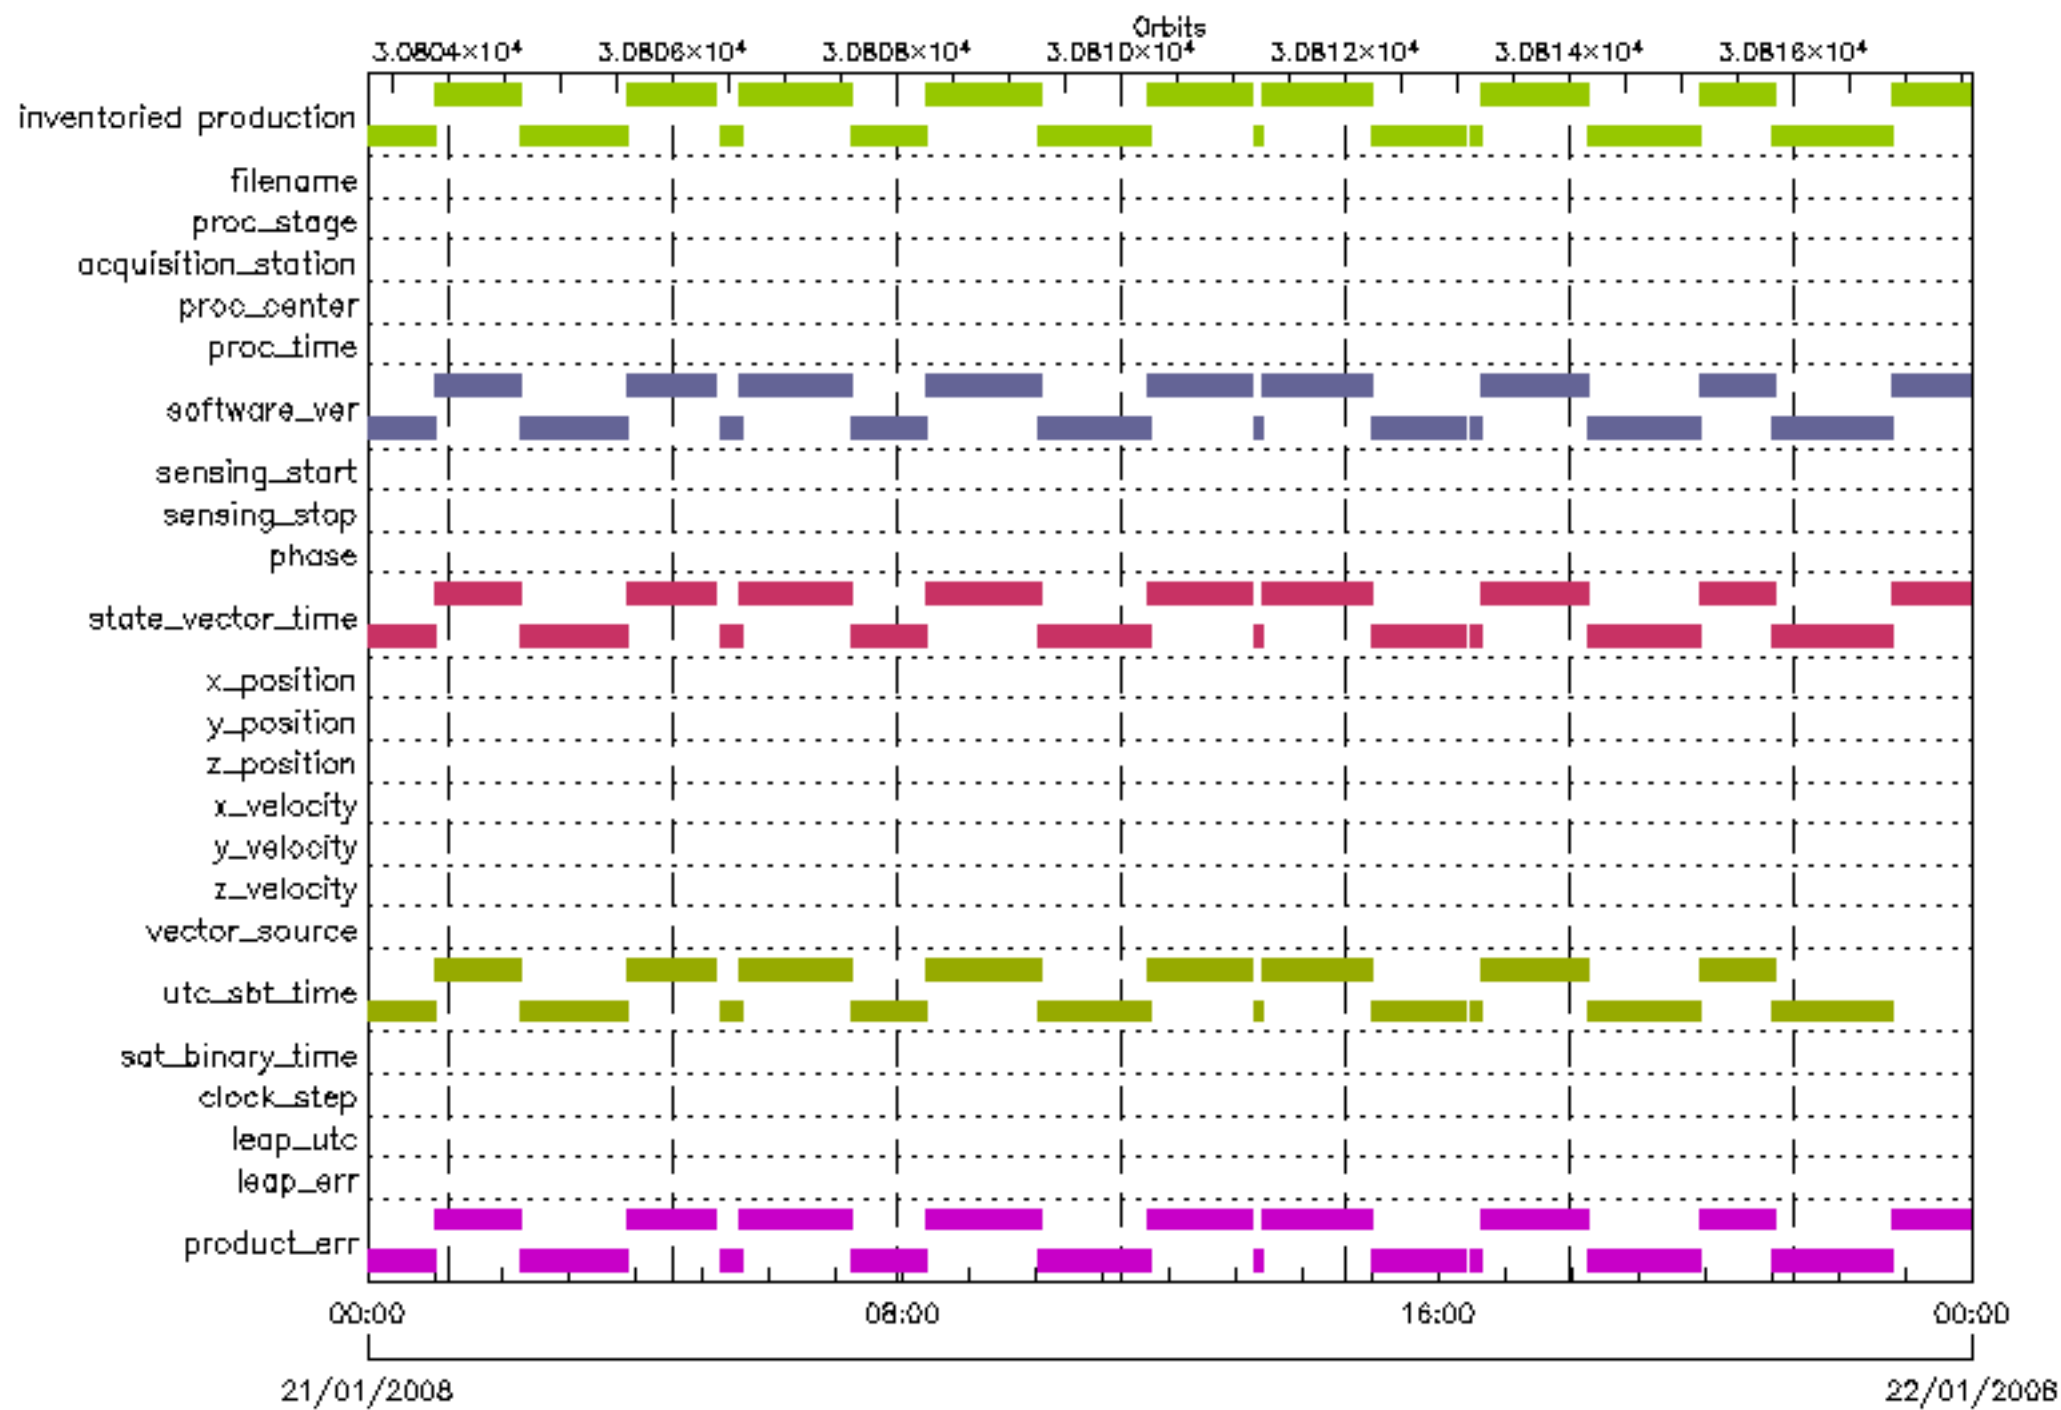 Orbits
3.0804×10⁴ 3.0806×10⁴ 3.0808×10⁴ 3.0810×10⁴ 3.0812×10⁴ 3.0814×10⁴ 3.0816×10⁴
inventoried production
filename
proc_stage
acquisition_station
proc_center
proc_time
software_ver
sensing_start
sensing_stop
phase
state_vector_time
x_position
y_position
z_position
x_velocity
y_velocity
z_velocity
vector_source
utc_sbt_time
sat_binary_time
clock_step
leap_utc
leap_err
product_err
00:00 08:00 16:00 00:00
21/01/2008 22/01/2008